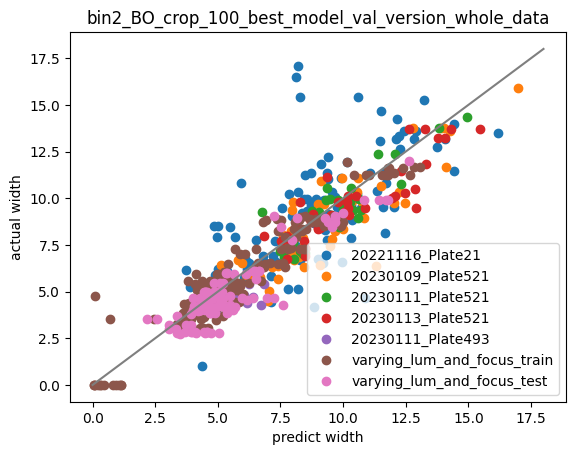 bin2_BO_crop_100_best_model_val_version_whole_data
actual width
17.5
15.0
12.5
10.0
7.5
5.0
2.5
0.0
20221116_Plate21
20230109_Plate521
20230111_Plate521
20230113_Plate521
20230111_Plate493
varying_lum_and_focus_train
varying_lum_and_focus_test
0.0 2.5 5.0 7.5 10.0 12.5 15.0 17.5
predict width